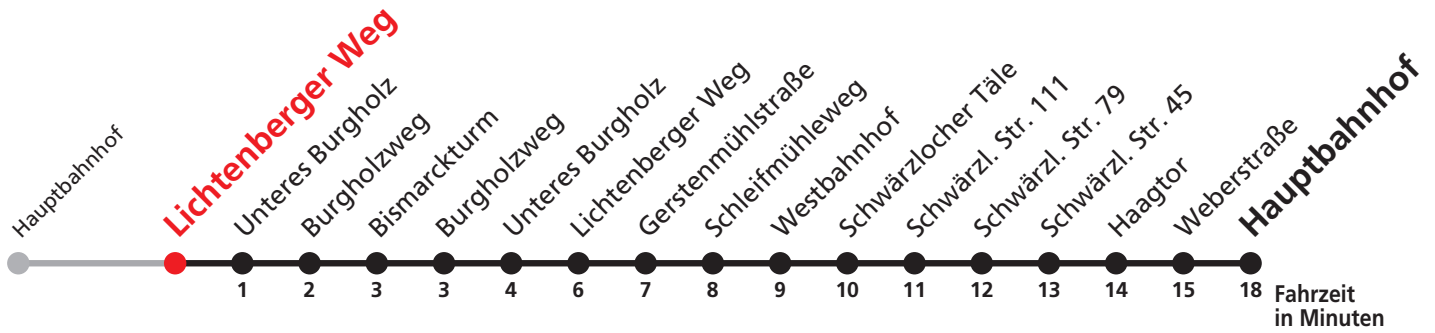 Hauptbahnhof
Lichtenberger Weg
Unteres Burgholz
Burgholzweg
Bismarckturm
Burgholzweg
Unteres Burgholz
Lichtenberger Weg
Gerstenmühlstraße
Schleifmühleweg
Westbahnhof
Schwärzlocher Täle
Schwärzl. Str. 111
Schwärzl. Str. 79
Schwärzl. Str. 45
Haagtor
Weberstraße
Hauptbahnhof
1 2 3 3 4 6 7 8 9 10 11 12 13 14 15 18 Fahrzeit
in Minuten